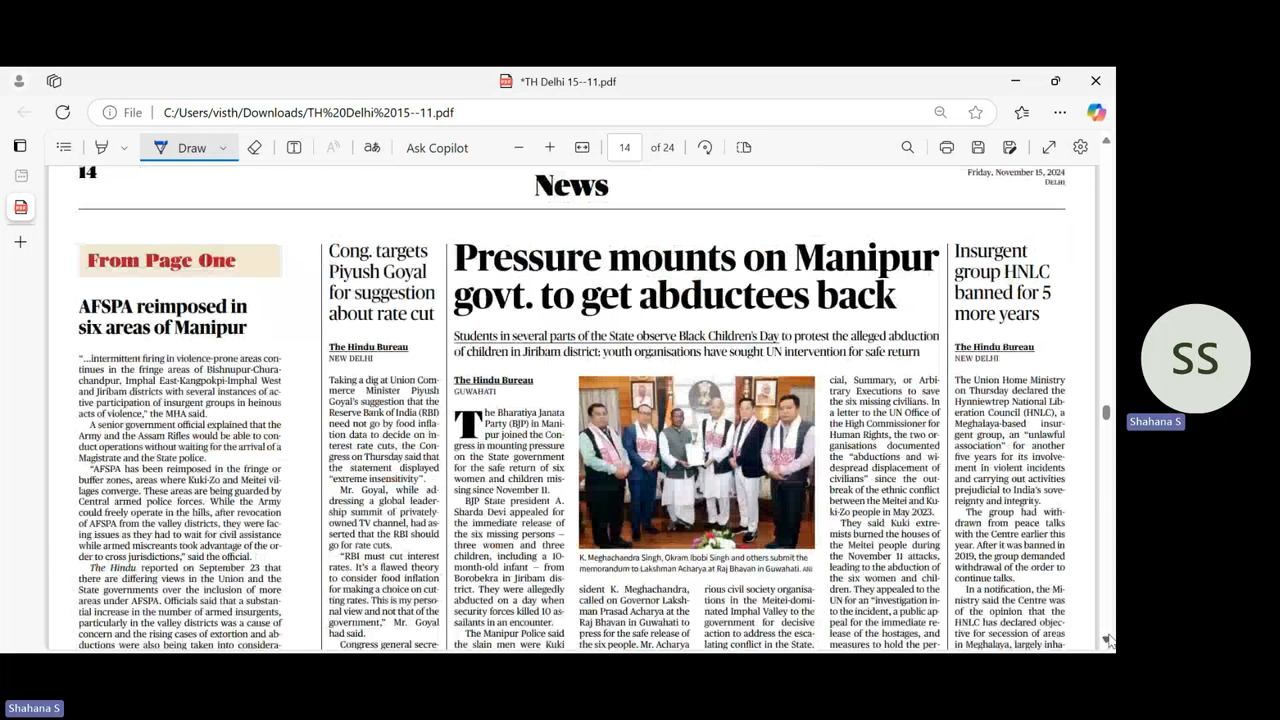 *TH Delhi 15--11.pdf
File
C:/Users/visth/Downloads/TH%20Delhi%2015--11.pdf
Draw
Ask Copilot
14
of 24
14
News
Friday, November 15, 2024
DELHI
From Page One
AFSPA reimposed in
six areas of Manipur
“...intermittent firing in violence-prone areas con-
tinues in the fringe areas of Bishnupur-Chura-
chandpur, Imphal East-Kangpokpi-Imphal West
and Jiribam districts with several instances of ac-
tive participation of insurgent groups in heinous
acts of violence,” the MHA said.
A senior government official explained that the
Army and the Assam Rifles would be able to con-
duct operations without waiting for the arrival of a
Magistrate and the State police.
“AFSPA has been reimposed in the fringe or
buffer zones, areas where Kuki-Zo and Meitei vil-
lages converge. These areas are being guarded by
Central armed police forces. While the Army
could freely operate in the hills, after revocation
of AFSPA from the valley districts, they were fac-
ing issues as they had to wait for civil assistance
while armed miscreants took advantage of the or-
der to cross jurisdictions,” said the official.
The Hindu reported on September 23 that
there are differing views in the Union and the
State governments over the inclusion of more
areas under AFSPA. Officials said that a substan-
tial increase in the number of armed insurgents,
particularly in the valley districts was a cause of
concern and the rising cases of extortion and ab-
ductions were also being taken into considera-
Cong. targets
Piyush Goyal
for suggestion
about rate cut
The Hindu Bureau
NEW DELHI
Taking a dig at Union Com-
merce Minister Piyush
Goyal’s suggestion that the
Reserve Bank of India (RBI)
need not go by food infla-
tion data to decide on in-
terest rate cuts, the Con-
gress on Thursday said that
the statement displayed
“extreme insensitivity”.
Mr. Goyal, while ad-
dressing a global leader-
ship summit of privately-
owned TV channel, had as-
serted that the RBI should
go for rate cuts.
“RBI must cut interest
rates. It’s a flawed theory
to consider food inflation
for making a choice on cut-
ting rates. This is my perso-
nal view and not that of the
government,” Mr. Goyal
had said.
Congress general secre-
Pressure mounts on Manipur
govt. to get abductees back
Students in several parts of the State observe Black Children’s Day to protest the alleged abduction
of children in Jiribam district; youth organisations have sought UN intervention for safe return
The Hindu Bureau
GUWAHATI
The Bharatiya Janata
Party (BJP) in Mani-
pur joined the Con-
gress in mounting pressure
on the State government
for the safe return of six
women and children mis-
sing since November 11.
BJP State president A.
Sharda Devi appealed for
the immediate release of
the six missing persons –
three women and three
children, including a 10-
month-old infant – from
Borobekra in Jiribam dis-
trict. They were allegedly
abducted on a day when
security forces killed 10 as-
sailants in an encounter.
The Manipur Police said
the slain men were Kuki
K. Meghachandra Singh, Okram Ibobi Singh and others submit the
memorandum to Lakshman Acharya at Raj Bhavan in Guwahati. ANI
sident K. Meghachandra,
called on Governor Laksh-
man Prasad Acharya at the
Raj Bhavan in Guwahati to
press for the safe release of
the six people. Mr. Acharya
rious civil society organisa-
tions in the Meitei-domi-
nated Imphal Valley to the
government for decisive
action to address the esca-
lating conflict in the State.
cial, Summary, or Arbi-
trary Executions to save
the six missing civilians. In
a letter to the UN Office of
the High Commissioner for
Human Rights, the two or-
ganisations documented
the “abductions and wi-
despread displacement of
civilians” since the out-
break of the ethnic conflict
between the Meitei and Ku-
ki-Zo people in May 2023.
They said Kuki extre-
mists burned the houses of
the Meitei people during
the November 11 attacks,
leading to the abduction of
the six women and chil-
dren. They appealed to the
UN for an “investigation in-
to the incident, a public ap-
peal for the immediate re-
lease of the hostages, and
measures to hold the per-
Insurgent
group HNLC
banned for 5
more years
The Hindu Bureau
NEW DELHI
The Union Home Ministry
on Thursday declared the
Hynniewtrep National Lib-
eration Council (HNLC), a
Meghalaya-based insur-
gent group, an “unlawful
association” for another
five years for its involve-
ment in violent incidents
and carrying out activities
prejudicial to India’s sove-
reignty and integrity.
The group had with-
drawn from peace talks
with the Centre earlier this
year. After it was banned in
2019, the group demanded
withdrawal of the order to
continue talks.
In a notification, the Mi-
nistry said the Centre was
of the opinion that the
HNLC has declared objec-
tive for secession of areas
in Meghalaya, largely inha-
SS
Shahana S
Shahana S